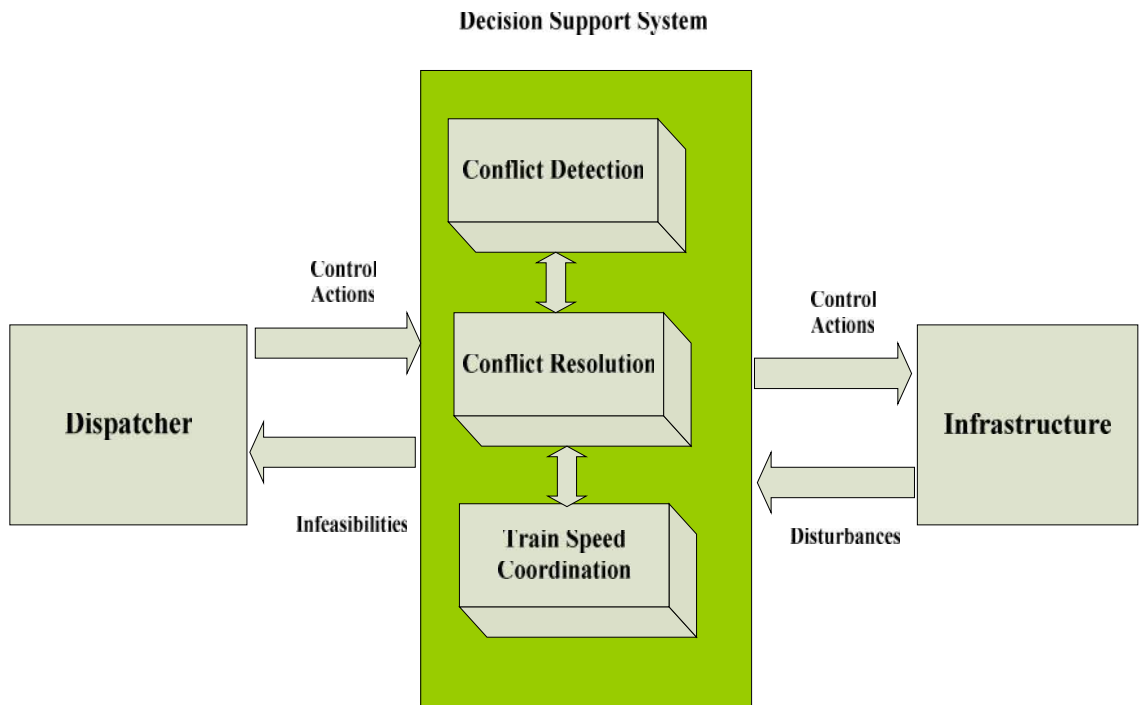 Decision Support System
Conflict Detection
Control
Actions
Control
Actions
Conflict Resolution
Dispatcher
Infrastructure
Infeasibilities
Disturbances
Train Speed
Coordination